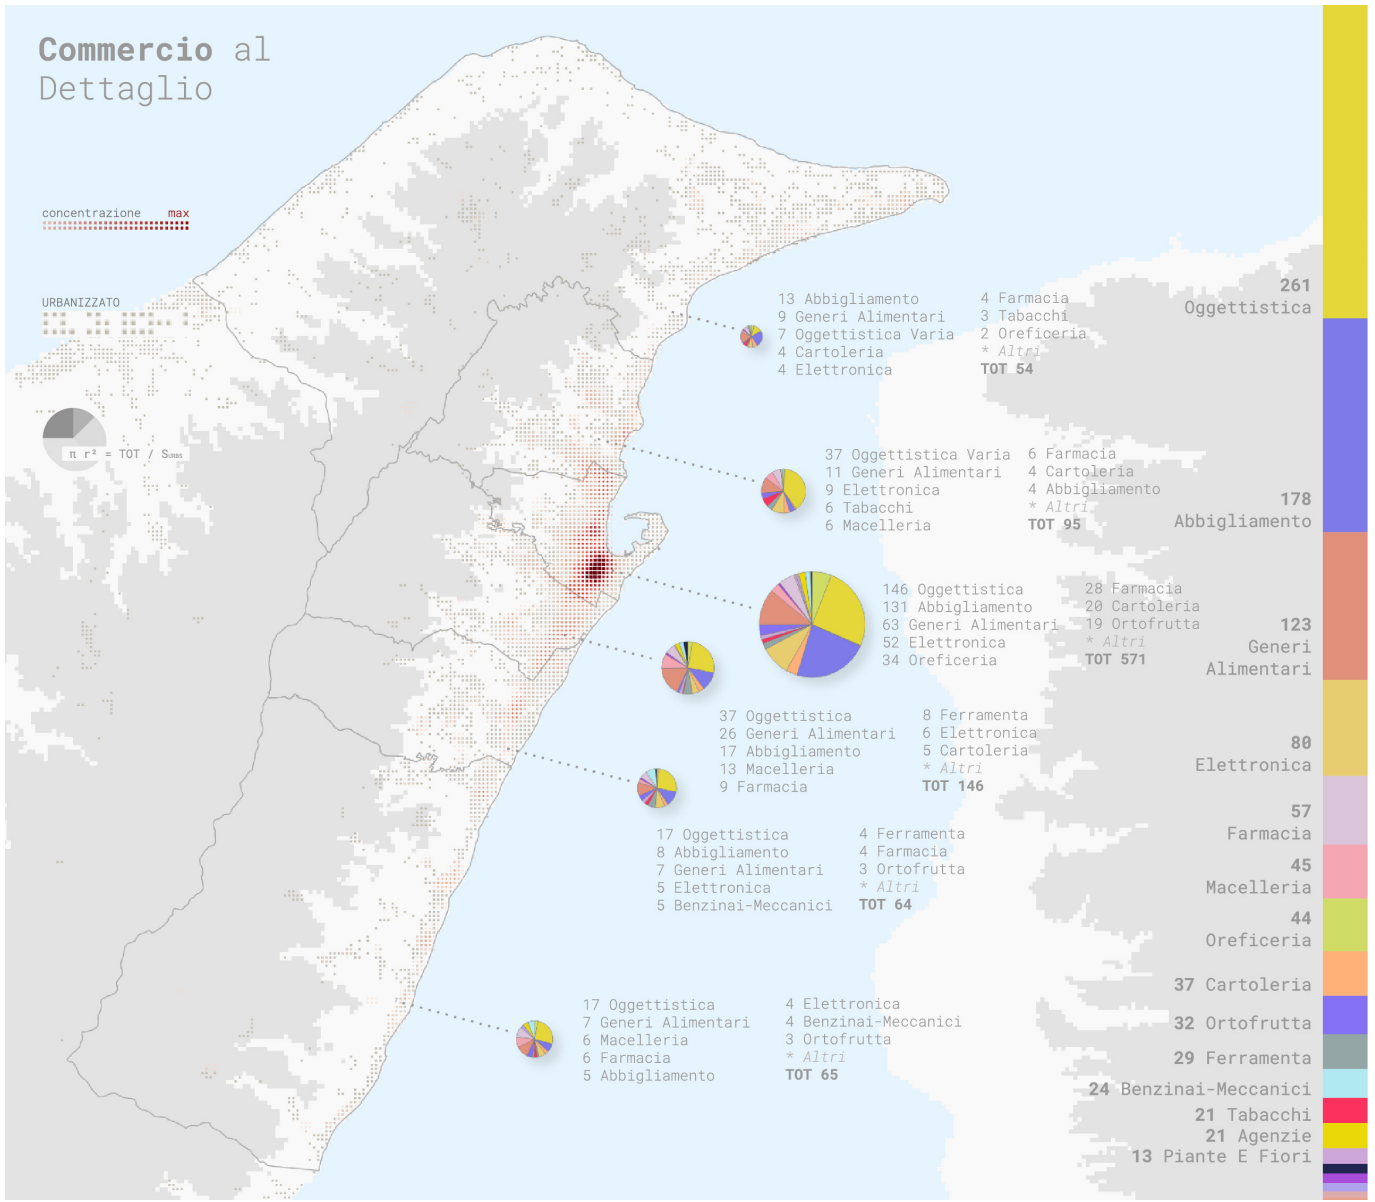 Commercio al
Dettaglio
concentrazione max
URBANIZZATO
π r² = TOT / SURBS
13 Abbigliamento
9 Generi Alimentari
7 Oggettistica Varia
4 Cartoleria
4 Elettronica
4 Farmacia
3 Tabacchi
2 Oreficeria
* Altri
TOT 54
37 Oggettistica Varia
11 Generi Alimentari
9 Elettronica
6 Tabacchi
6 Macelleria
6 Farmacia
4 Cartoleria
4 Abbigliamento
* Altri
TOT 95
146 Oggettistica
131 Abbigliamento
63 Generi Alimentari
52 Elettronica
34 Oreficeria
28 Farmacia
20 Cartoleria
19 Ortofrutta
* Altri
TOT 571
37 Oggettistica
26 Generi Alimentari
17 Abbigliamento
13 Macelleria
9 Farmacia
8 Ferramenta
6 Elettronica
5 Cartoleria
* Altri
TOT 146
17 Oggettistica
8 Abbigliamento
7 Generi Alimentari
5 Elettronica
5 Benzinai-Meccanici
4 Ferramenta
4 Farmacia
3 Ortofrutta
* Altri
TOT 64
17 Oggettistica
7 Generi Alimentari
6 Macelleria
6 Farmacia
5 Abbigliamento
4 Elettronica
4 Benzinai-Meccanici
3 Ortofrutta
* Altri
TOT 65
261
Oggettistica
178
Abbigliamento
123
Generi
Alimentari
80
Elettronica
57
Farmacia
45
Macelleria
44
Oreficeria
37 Cartoleria
32 Ortofrutta
29 Ferramenta
24 Benzinai-Meccanici
21 Tabacchi
21 Agenzie
13 Piante E Fiori